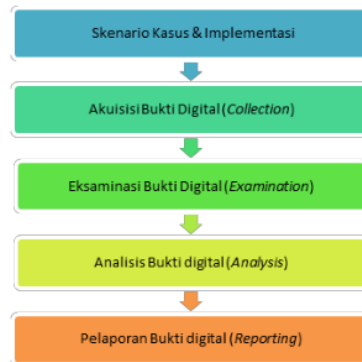 Skenario Kasus & Implementasi
Akuisisi Bukti Digital (Collection)
Eksaminasi Bukti Digital (Examination)
Analisis Bukti digital (Analysis)
Pelaporan Bukti digital (Reporting)